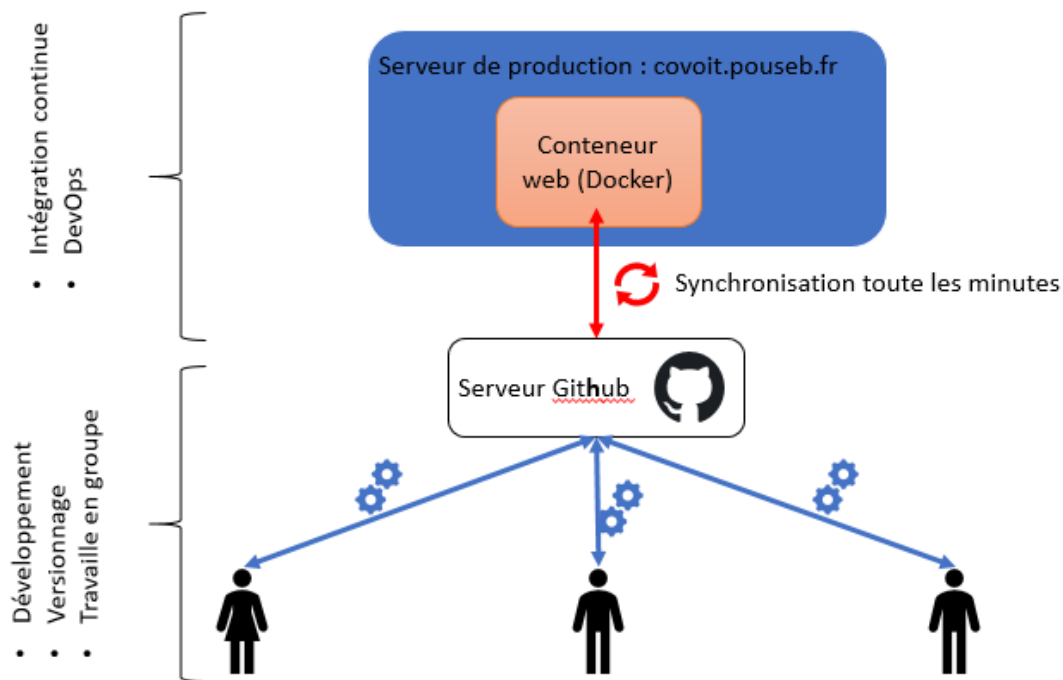 Serveur de production : covoit.pouseb.fr
Conteneur
web (Docker)
Synchronisation toute les minutes
Serveur Github
• Intégration continue
• DevOps
• Développement
• Versionnage
• Travaille en groupe